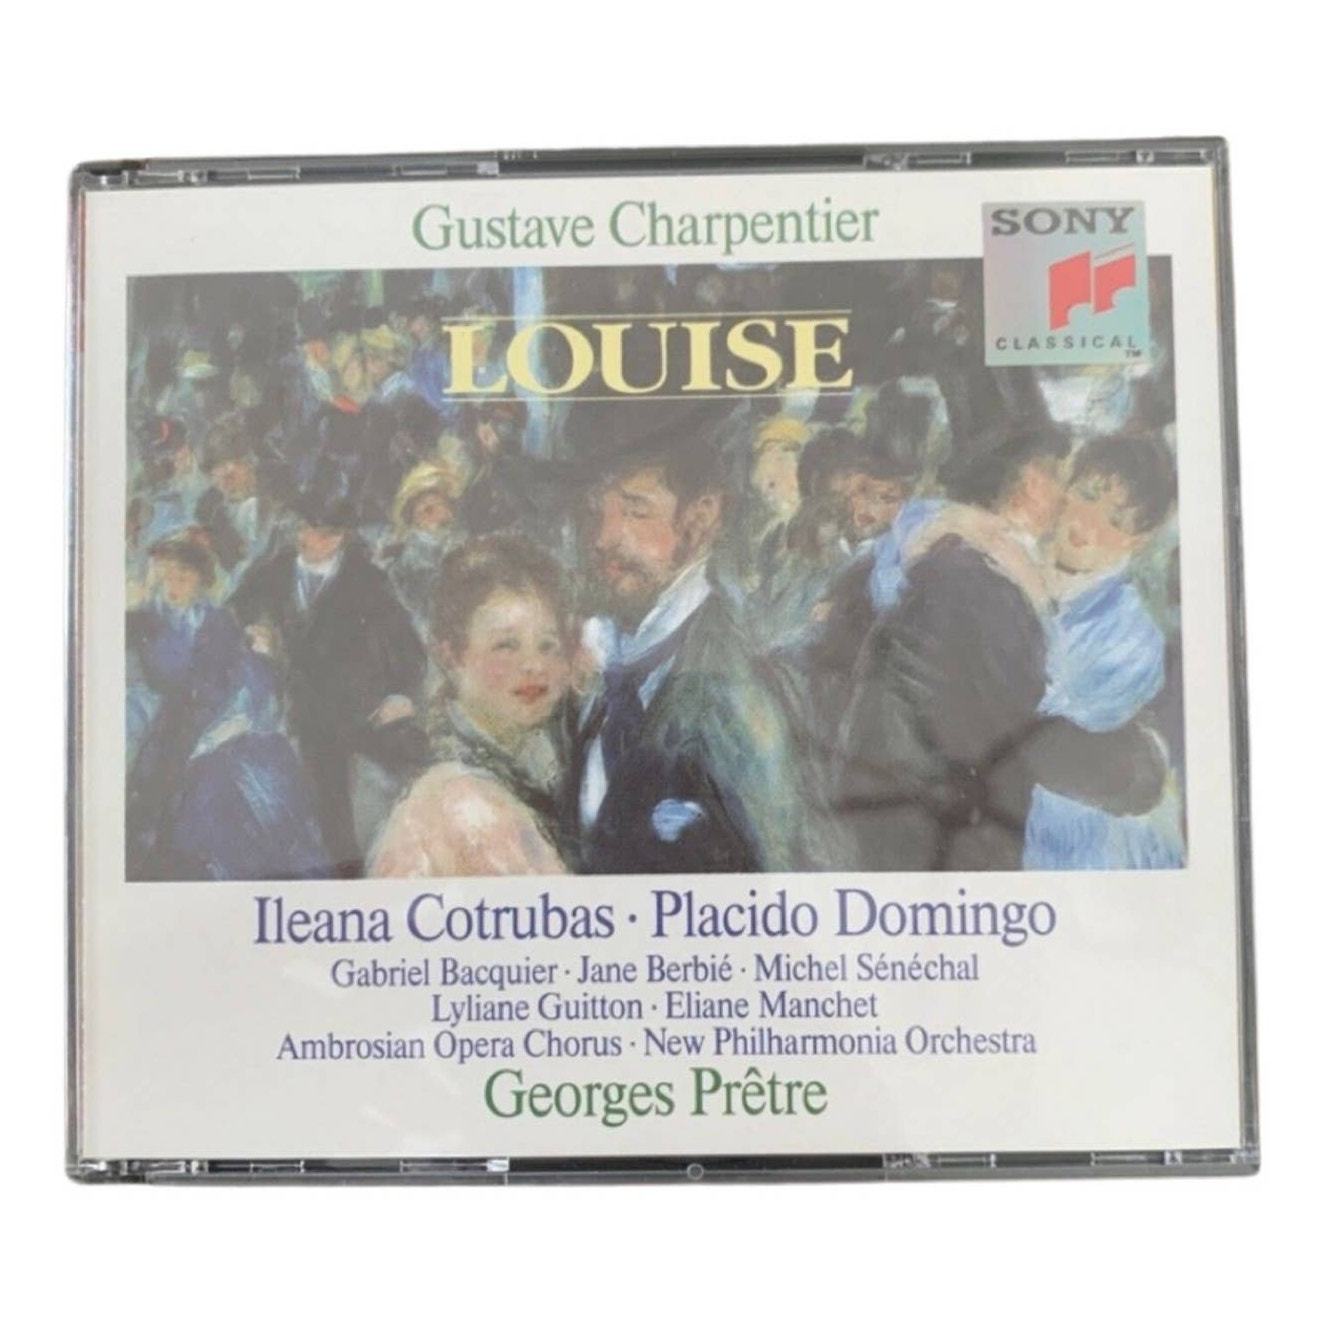 Gustave Charpentier
SONY
CLASSICAL™
LOUISE
Ileana Cotrubas · Placido Domingo
Gabriel Bacquier · Jane Berbié · Michel Sénéchal
Lyliane Guitton · Eliane Manchet
Ambrosian Opera Chorus · New Philharmonia Orchestra
Georges Prêtre